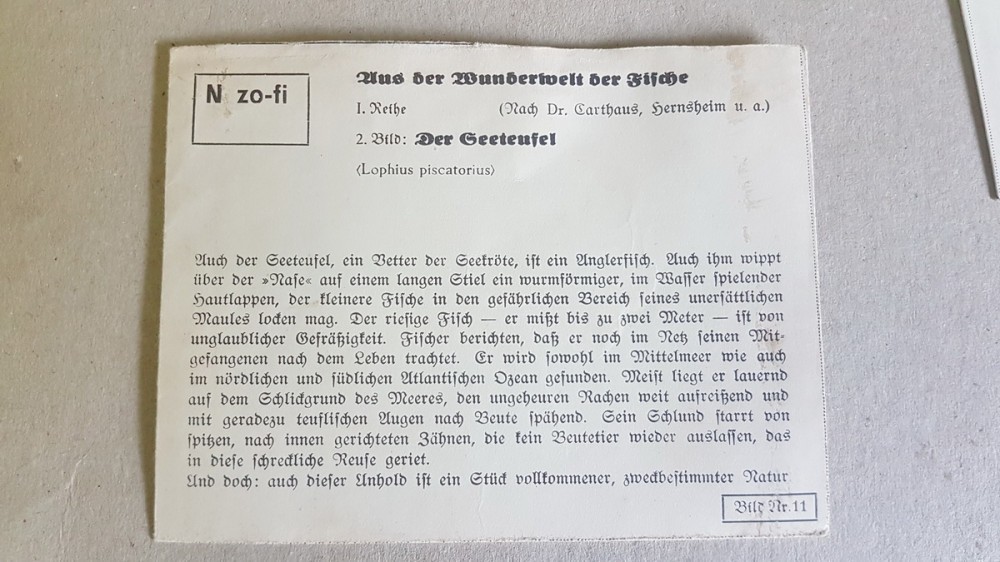 N zo-fi
Aus der Wunderwelt der Fische
I. Reihe (Nach Dr. Carthaus, Hernsheim u. a.)
2. Bild: Der Seeteufel
(Lophius piscatorius)
Auch der Seeteufel, ein Vetter der Seekröte, ist ein Anglerfisch. Auch ihm wippt
über der »Nase« auf einem langen Stiel ein wurmförmiger, im Wasser spielender
Hautlappen, der kleinere Fische in den gefährlichen Bereich seines unersättlichen
Maules locken mag. Der riesige Fisch — er mißt bis zu zwei Meter — ist von
unglaublicher Gefräßigkeit. Fischer berichten, daß er noch im Netz seinen Mit-
gefangenen nach dem Leben trachtet. Er wird sowohl im Mittelmeer wie auch
im nördlichen und südlichen Atlantischen Ozean gefunden. Meist liegt er lauernd
auf dem Schlickgrund des Meeres, den ungeheuren Rachen weit aufreißend und
mit geradezu teuflischen Augen nach Beute spähend. Sein Schlund starrt von
spitzen, nach innen gerichteten Zähnen, die kein Beutetier wieder auslassen, das
in diese schreckliche Reuse geriet.
Und doch: auch dieser Unhold ist ein Stück vollkommener, zweckbestimmter Natur
Bild Nr. 11